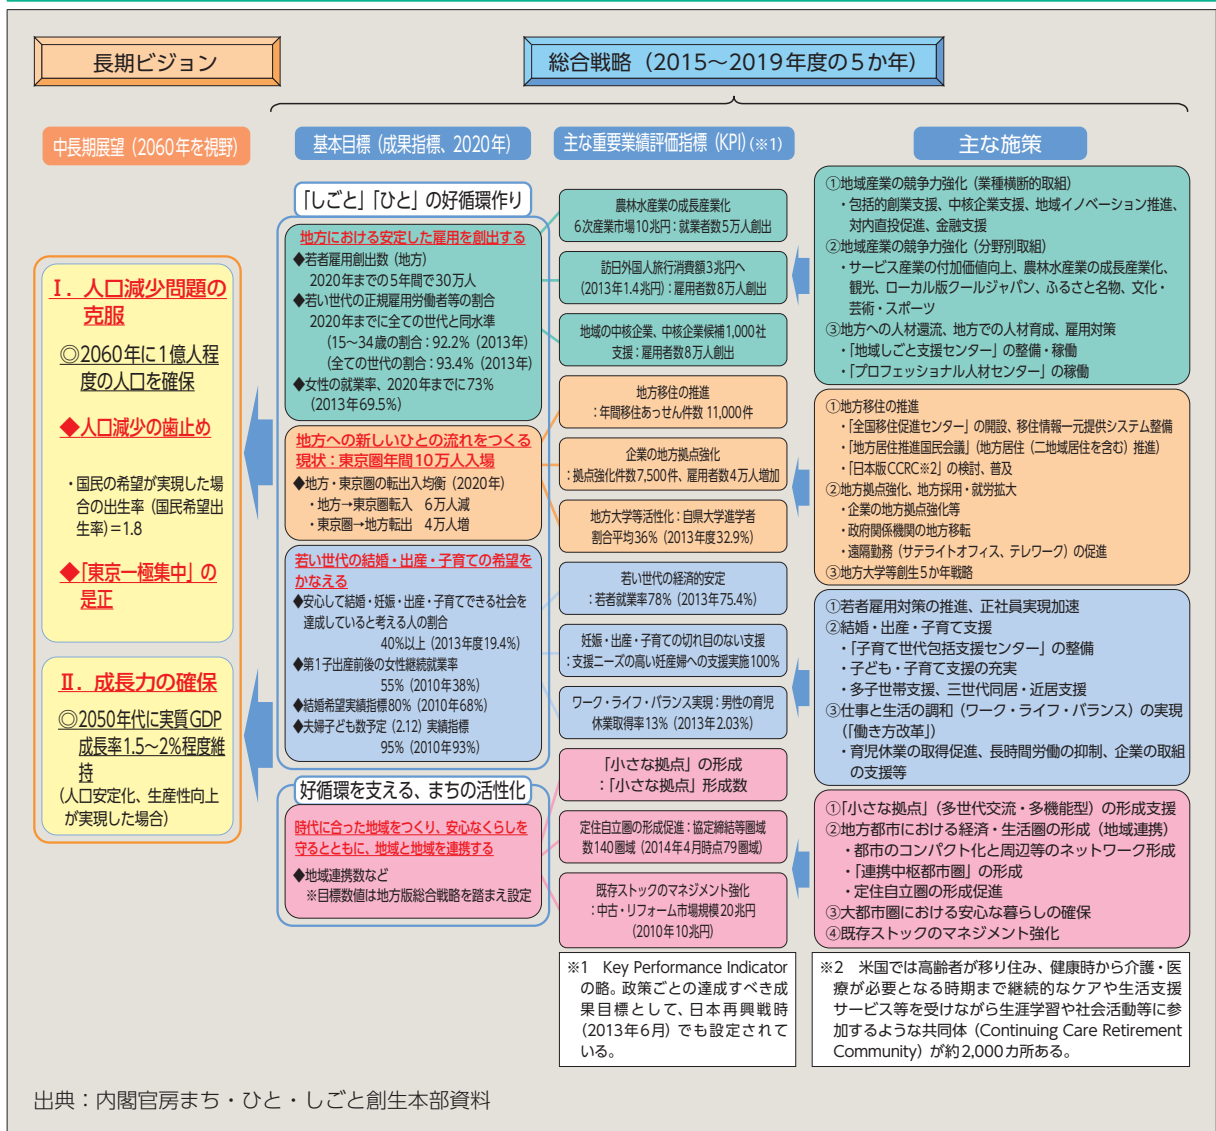 長期ビジョン
総合戦略（2015～2019年度の5か年）
中長期展望（2060年を視野）
Ⅰ．人口減少問題の
克服
◎2060年に1億人程
度の人口を確保
◆人口減少の歯止め
・国民の希望が実現した場
合の出生率（国民希望出
生率）＝1.8
◆「東京一極集中」の
是正
Ⅱ．成長力の確保
◎2050年代に実質GDP
成長率1.5～2%程度維
持
（人口安定化、生産性向上
が実現した場合）
基本目標（成果指標、2020年）
「しごと」「ひと」の好循環作り
地方における安定した雇用を創出する
◆若者雇用創出数（地方）
2020年までの5年間で30万人
◆若い世代の正規雇用労働者等の割合
2020年までに全ての世代と同水準
（15～34歳の割合：92.2%（2013年）
（全ての世代の割合：93.4%（2013年）
◆女性の就業率、2020年までに73%
（2013年69.5%）
地方への新しいひとの流れをつくる
現状：東京圏年間10万人入場
◆地方・東京圏の転出入均衡（2020年）
・地方→東京圏転入　6万人減
・東京圏→地方転出　4万人増
若い世代の結婚・出産・子育ての希望を
かなえる
◆安心して結婚・妊娠・出産・子育てできる社会を
達成していると考える人の割合
40%以上（2013年度19.4%）
◆第1子出産前後の女性継続就業率
55%（2010年38%）
◆結婚希望実績指標80%（2010年68%）
◆夫婦子ども数予定（2.12）実績指標
95%（2010年93%）
好循環を支える、まちの活性化
時代に合った地域をつくり、安心なくらしを
守るとともに、地域と地域を連携する
◆地域連携数など
※目標数値は地方版総合戦略を踏まえ設定
主な重要業績評価指標（KPI）（※1）
農林水産業の成長産業化
6次産業市場10兆円：就業者数5万人創出
訪日外国人旅行消費額3兆円へ
（2013年1.4兆円）：雇用者数8万人創出
地域の中核企業、中核企業候補1,000社
支援：雇用者数8万人創出
地方移住の推進
：年間移住あっせん件数 11,000件
企業の地方拠点強化
：拠点強化件数7,500件、雇用者数4万人増加
地方大学等活性化：自県大学進学者
割合平均36%（2013年度32.9%）
若い世代の経済的安定
：若者就業率78%（2013年75.4%）
妊娠・出産・子育ての切れ目のない支援
：支援ニーズの高い妊産婦への支援実施100%
ワーク・ライフ・バランス実現：男性の育児
休業取得率13%（2013年2.03%）
「小さな拠点」の形成
：「小さな拠点」形成数
定住自立圏の形成促進：協定締結等圏域
数140圏域（2014年4月時点79圏域）
既存ストックのマネジメント強化
：中古・リフォーム市場規模20兆円
（2010年10兆円）
※1　Key Performance Indicator
の略。政策ごとの達成すべき成
果目標として、日本再興戦時
（2013年6月）でも設定されて
いる。
主な施策
①地域産業の競争力強化（業種横断的取組）
・包括的創業支援、中核企業支援、地域イノベーション推進、
対内直投促進、金融支援
②地域産業の競争力強化（分野別取組）
・サービス産業の付加価値向上、農林水産業の成長産業化、
観光、ローカル版クールジャパン、ふるさと名物、文化・
芸術・スポーツ
③地方への人材還流、地方での人材育成、雇用対策
・「地域しごと支援センター」の整備・稼働
・「プロフェッショナル人材センター」の稼働
①地方移住の推進
・「全国移住促進センター」の開設、移住情報一元提供システム整備
・「地方居住推進国民会議」（地方居住（二地域居住を含む）推進）
・「日本版CCRC※2」の検討、普及
②地方拠点強化、地方採用・就労拡大
・企業の地方拠点強化等
・政府関係機関の地方移転
・遠隔勤務（サテライトオフィス、テレワーク）の促進
③地方大学等創生5か年戦略
①若者雇用対策の推進、正社員実現加速
②結婚・出産・子育て支援
・「子育て世代包括支援センター」の整備
・子ども・子育て支援の充実
・多子世帯支援、三世代同居・近居支援
③仕事と生活の調和（ワーク・ライフ・バランス）の実現
（「働き方改革」）
・育児休業の取得促進、長時間労働の抑制、企業の取組
の支援等
①「小さな拠点」（多世代交流・多機能型）の形成支援
②地方都市における経済・生活圏の形成（地域連携）
・都市のコンパクト化と周辺等のネットワーク形成
・「連携中枢都市圏」の形成
・定住自立圏の形成促進
③大都市圏における安心な暮らしの確保
④既存ストックのマネジメント強化
※2　米国では高齢者が移り住み、健康時から介護・医
療が必要となる時期まで継続的なケアや生活支援
サービス等を受けながら生涯学習や社会活動等に参
加するような共同体（Continuing Care Retirement
Community）が約2,000カ所ある。
出典：内閣官房まち・ひと・しごと創生本部資料